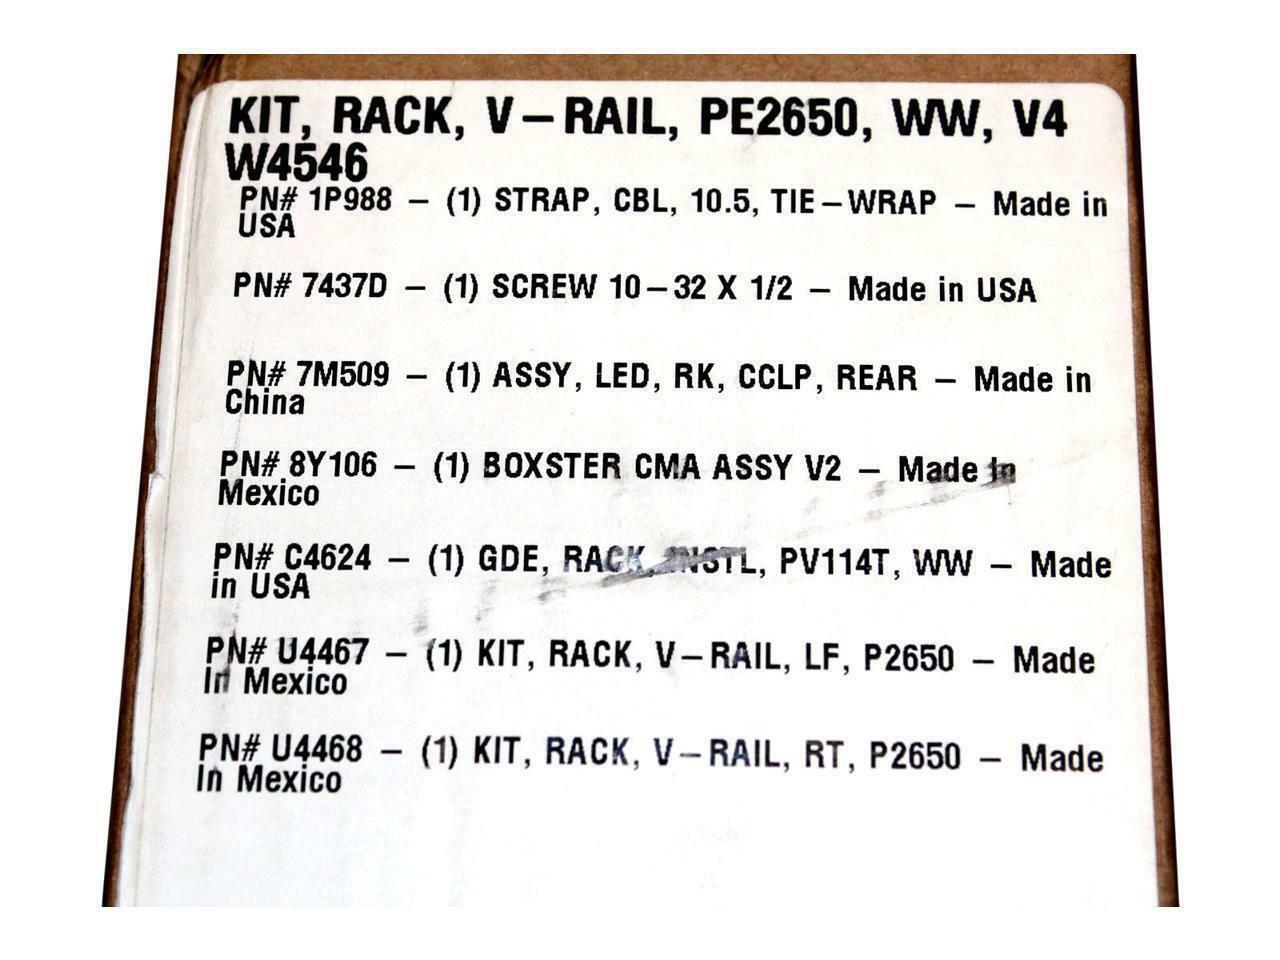 KIT, RACK, V-RAIL, PE2650, WW, V4
W4546
PN# 1P988 - (1) STRAP, CBL, 10.5, TIE-WRAP - Made in
USA
PN# 7437D - (1) SCREW 10-32 X 1/2 - Made in USA
PN# 7M509 - (1) ASSY, LED, RK, CCLP, REAR - Made in
China
PN# 8Y106 - (1) BOXSTER CMA ASSY V2 - Made In
Mexico
PN# C4624 - (1) GDE, RACK, INSTL, PV114T, WW - Made
in USA
PN# U4467 - (1) KIT, RACK, V-RAIL, LF, P2650 - Made
In Mexico
PN# U4468 - (1) KIT, RACK, V-RAIL, RT, P2650 - Made
In Mexico